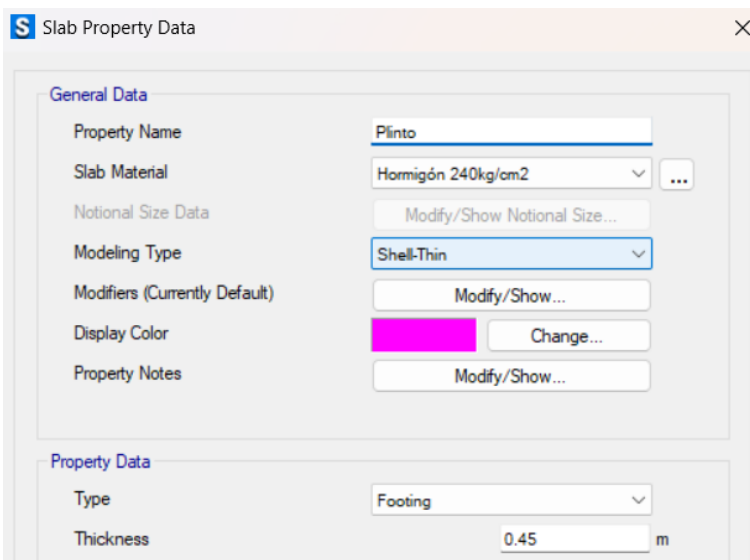 S Slab Property Data
General Data
Property Name Plinto
Slab Material Hormigón 240kg/cm2 ...
Notional Size Data Modify/Show Notional Size...
Modeling Type Shell-Thin
Modifiers (Currently Default) Modify/Show...
Display Color Change...
Property Notes Modify/Show...
Property Data
Type Footing
Thickness 0.45 m